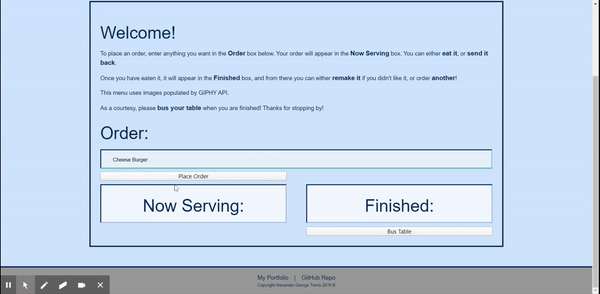 Welcome!
To place an order, enter anything you want in the Order box below. Your order will appear in the Now Serving box. You can either eat it, or send it
back.
Once you have eaten it, it will appear in the Finished box, and from there you can either remake it if you didn't like it, or order another!
This menu uses images populated by GIPHY API.
As a courtesy, please bus your table when you are finished! Thanks for stopping by!
Order:
Cheese Burger
Place Order
Now Serving:
Finished:
Bus Table
My Portfolio | GitHub Repo
Copyright Alexander George Travis 2019 ©